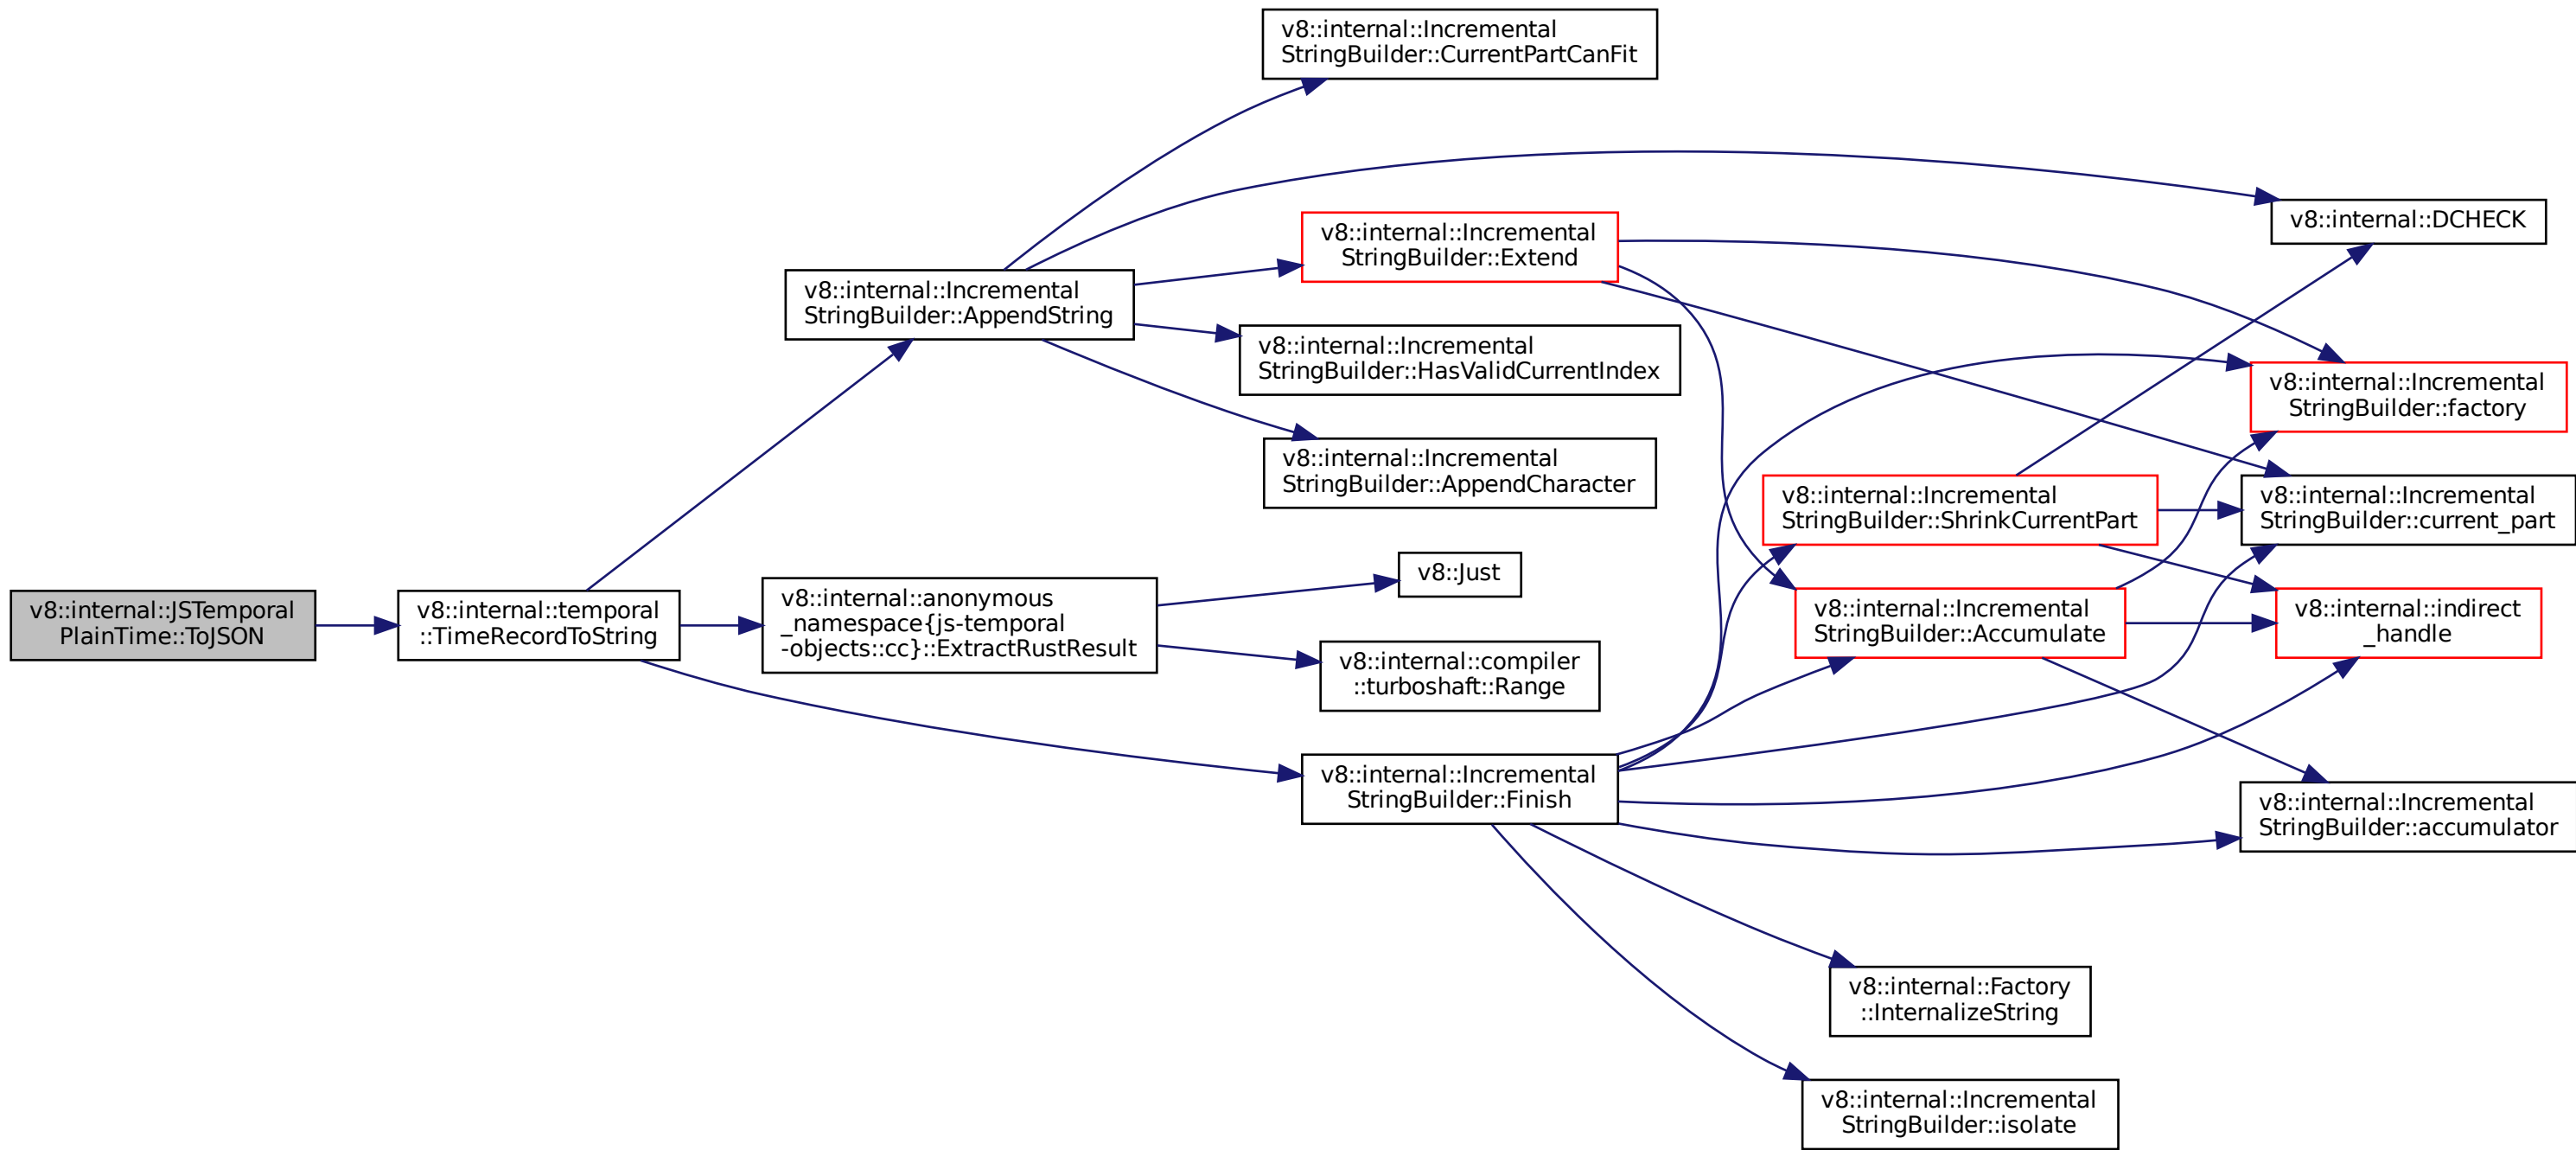 v8::internal::JSTemporal
PlainTime::ToJSON
v8::internal::temporal
::TimeRecordToString
v8::internal::Incremental
StringBuilder::AppendString
v8::internal::anonymous
_namespace{js-temporal
-objects::cc}::ExtractRustResult
v8::internal::Incremental
StringBuilder::CurrentPartCanFit
v8::internal::Incremental
StringBuilder::Extend
v8::internal::Incremental
StringBuilder::HasValidCurrentIndex
v8::internal::Incremental
StringBuilder::AppendCharacter
v8::Just
v8::internal::compiler
::turboshaft::Range
v8::internal::Incremental
StringBuilder::Finish
v8::internal::Incremental
StringBuilder::ShrinkCurrentPart
v8::internal::Incremental
StringBuilder::Accumulate
v8::internal::Factory
::InternalizeString
v8::internal::Incremental
StringBuilder::isolate
v8::internal::DCHECK
v8::internal::Incremental
StringBuilder::factory
v8::internal::Incremental
StringBuilder::current_part
v8::internal::indirect
_handle
v8::internal::Incremental
StringBuilder::accumulator